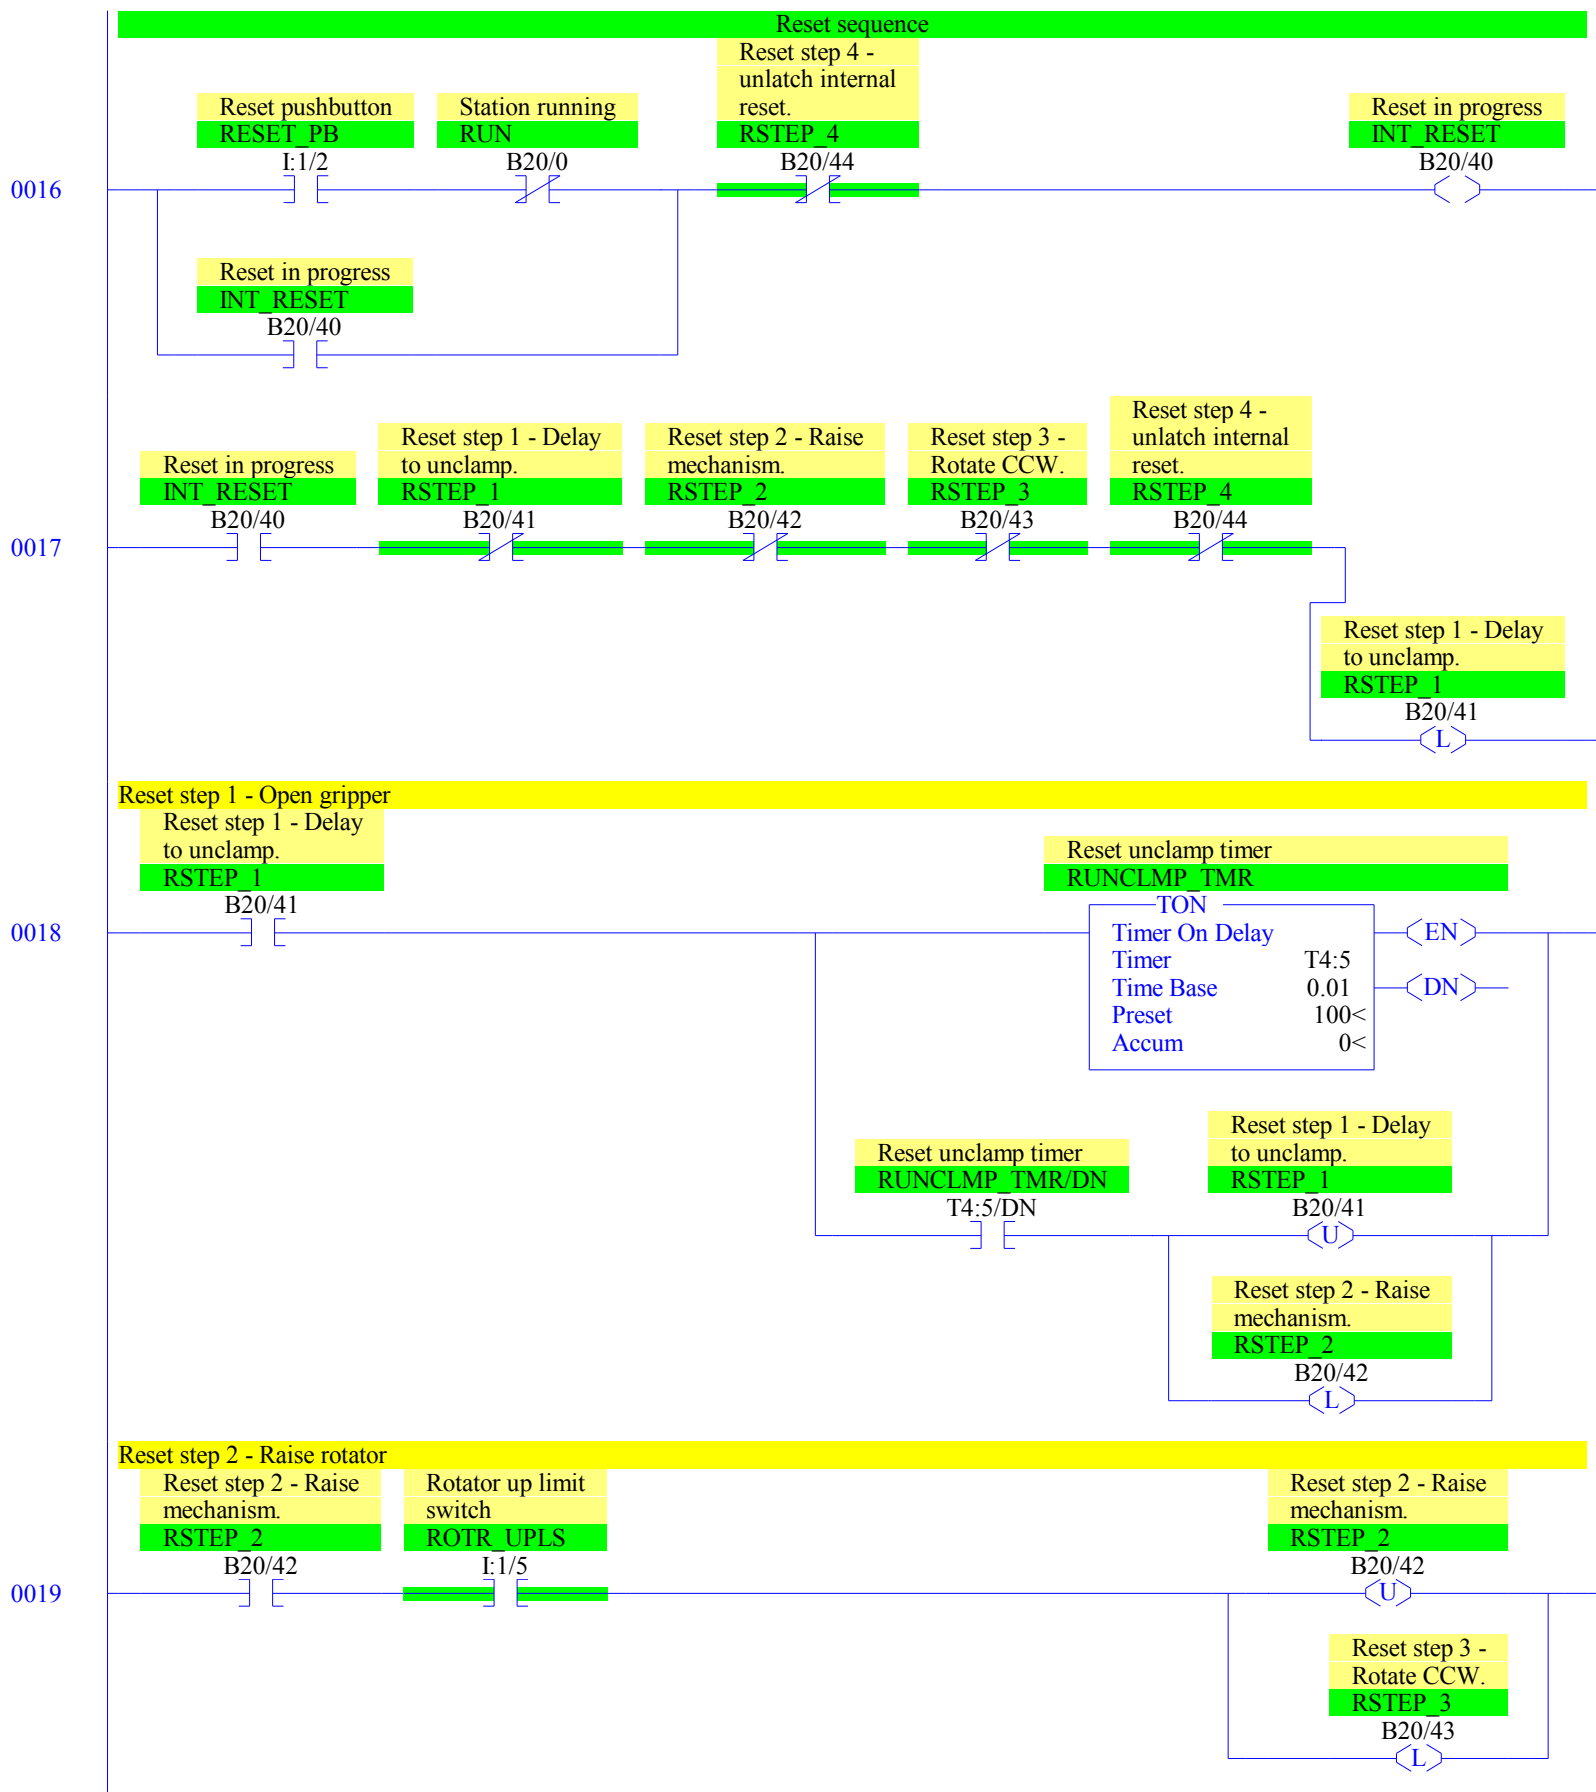 Reset sequence
Reset step 4 -
unlatch internal
reset.
RSTEP_4
B20/44
Reset pushbutton
RESET_PB
I:1/2
Station running
RUN
B20/0
Reset in progress
INT_RESET
B20/40
0016
Reset in progress
INT_RESET
B20/40
Reset in progress
INT_RESET
B20/40
Reset step 1 - Delay
to unclamp.
RSTEP_1
B20/41
Reset step 2 - Raise
mechanism.
RSTEP_2
B20/42
Reset step 3 -
Rotate CCW.
RSTEP_3
B20/43
Reset step 4 -
unlatch internal
reset.
RSTEP_4
B20/44
0017
Reset step 1 - Delay
to unclamp.
RSTEP_1
B20/41
L
Reset step 1 - Open gripper
Reset step 1 - Delay
to unclamp.
RSTEP_1
B20/41
0018
Reset unclamp timer
RUNCLMP_TMR
TON
Timer On Delay
Timer T4:5
Time Base 0.01
Preset 100<
Accum 0<
EN
DN
Reset unclamp timer
RUNCLMP_TMR/DN
T4:5/DN
Reset step 1 - Delay
to unclamp.
RSTEP_1
B20/41
U
Reset step 2 - Raise
mechanism.
RSTEP_2
B20/42
L
Reset step 2 - Raise rotator
Reset step 2 - Raise
mechanism.
RSTEP_2
B20/42
Rotator up limit
switch
ROTR_UPLS
I:1/5
0019
Reset step 2 - Raise
mechanism.
RSTEP_2
B20/42
U
Reset step 3 -
Rotate CCW.
RSTEP_3
B20/43
L